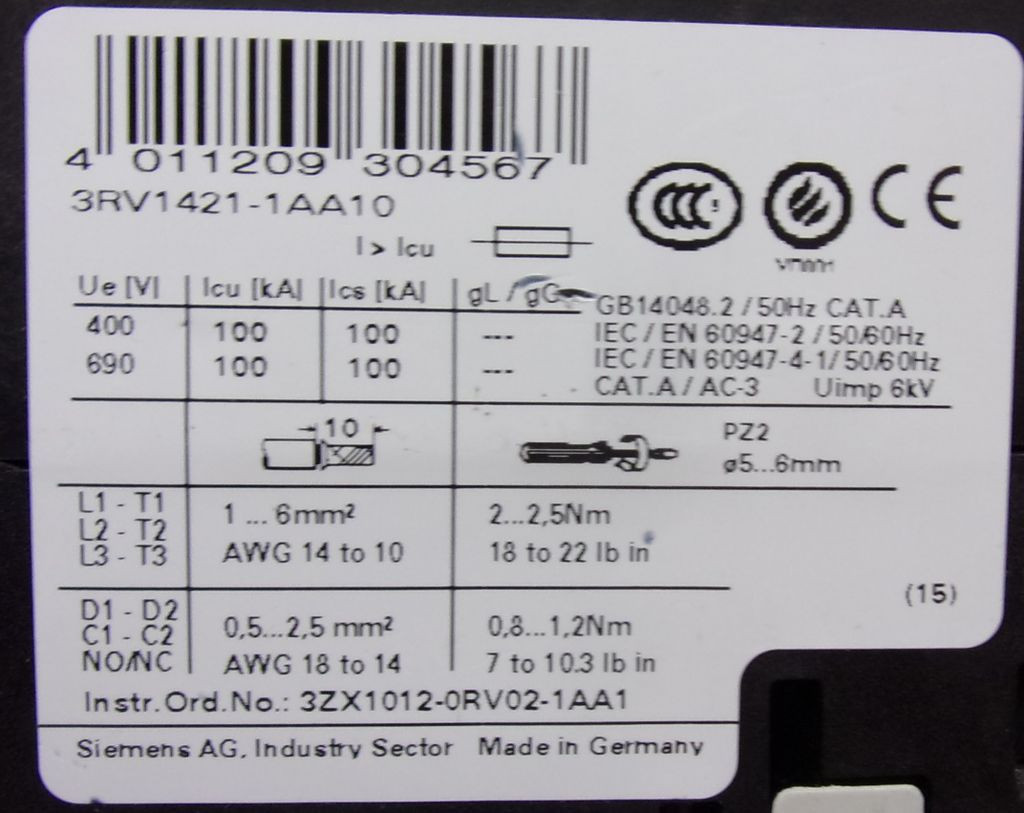 4 011209 304567
3RV1421-1AA10
I > Icu
Ue [V] Icu [kA] Ics [kA] gL / gG
400 100 100 ---
690 100 100 ---
GB14048.2 / 50Hz CAT.A
IEC / EN 60947-2 / 50/60Hz
IEC / EN 60947-4-1/ 50/60Hz
CAT.A / AC-3 Uimp 6kV
CCC
CE
10
PZ2
ø5...6mm
L1 - T1
L2 - T2
L3 - T3
1 ... 6mm²
AWG 14 to 10
2...2,5Nm
18 to 22 lb in
(15)
D1 - D2
C1 - C2
NO/NC
0,5...2,5 mm²
AWG 18 to 14
0,8...1,2Nm
7 to 10.3 lb in
Instr.Ord.No.: 3ZX1012-0RV02-1AA1
Siemens AG, Industry Sector Made in Germany